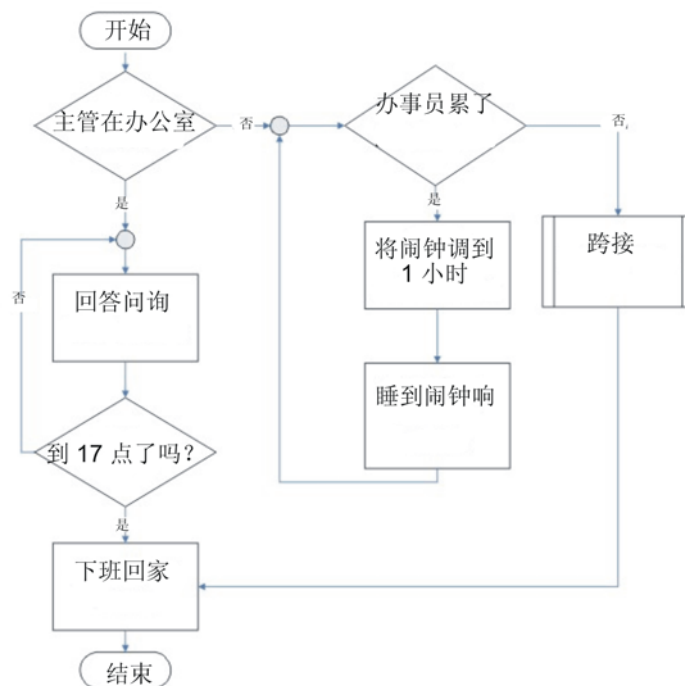 开始
主管在办公室
否
办事员累了
否
是
是
将闹钟调到
1 小时
跨接
回答问询
否
睡到闹钟响
到 17 点了吗?
是
下班回家
结束